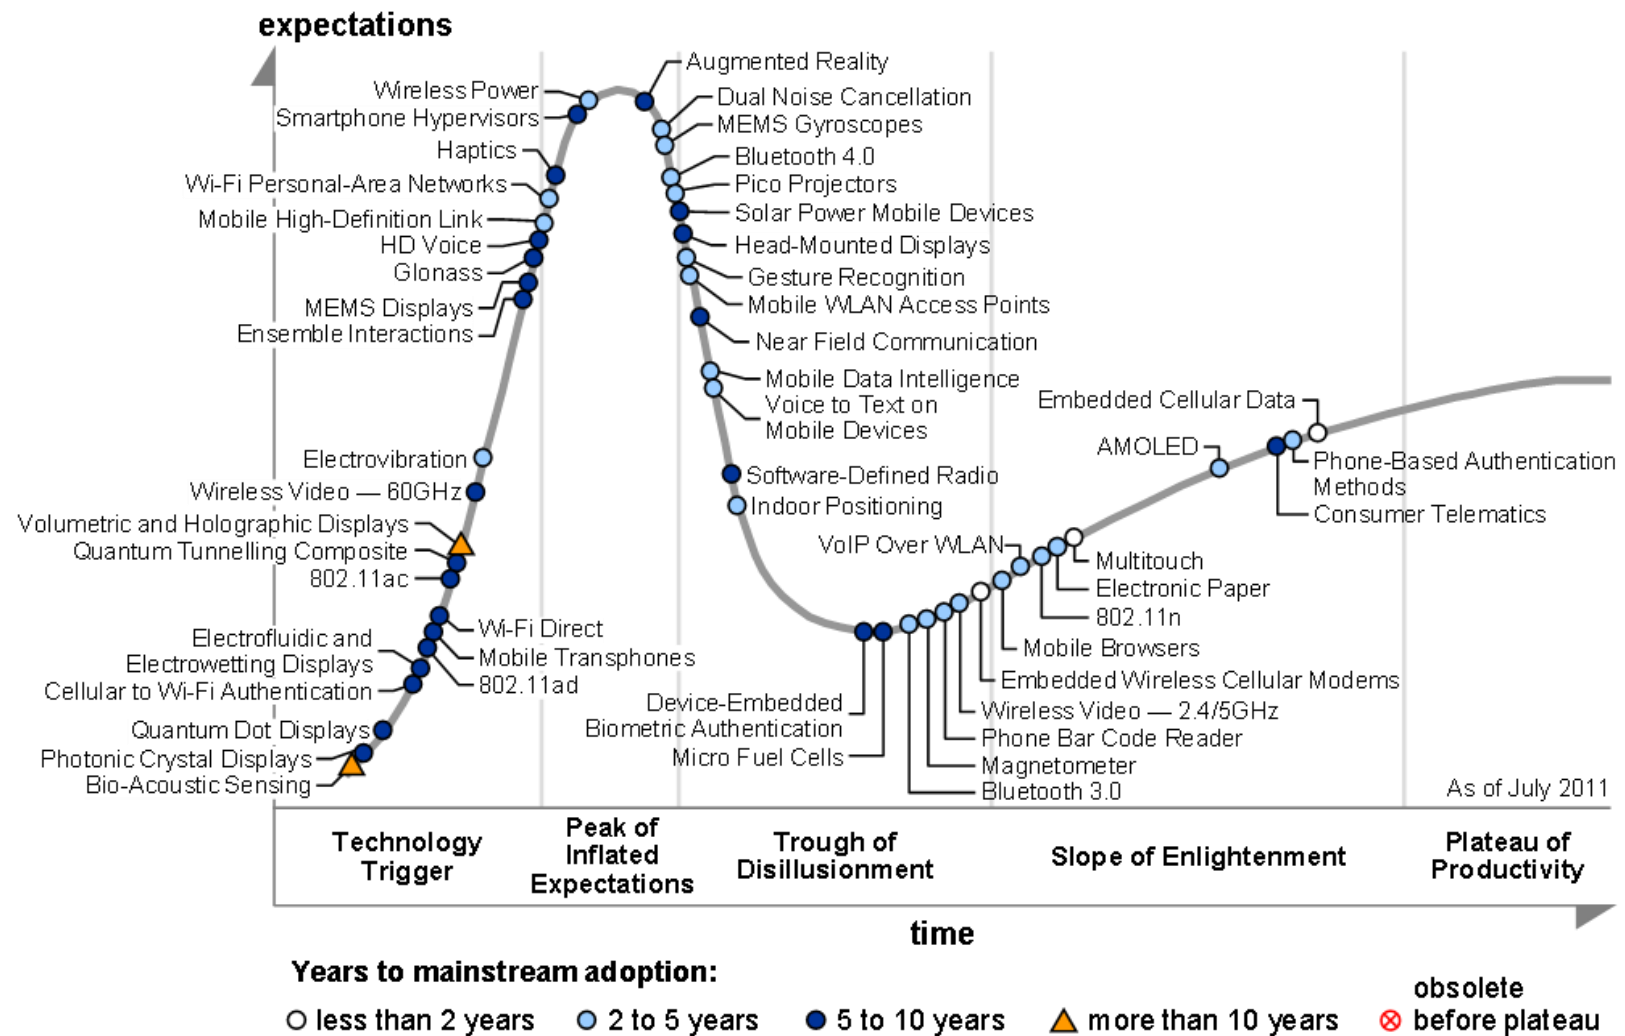 expectations
Augmented Reality
Wireless Power
Dual Noise Cancellation
Smartphone Hypervisors
MEMS Gyroscopes
Haptics
Bluetooth 4.0
Wi-Fi Personal-Area Networks
Pico Projectors
Mobile High-Definition Link
Solar Power Mobile Devices
HD Voice
Head-Mounted Displays
Glonass
Gesture Recognition
MEMS Displays
Mobile WLAN Access Points
Ensemble Interactions
Near Field Communication
Mobile Data Intelligence
Voice to Text on
Mobile Devices
Embedded Cellular Data
AMOLED
Electrovibration
Phone-Based Authentication
Methods
Software-Defined Radio
Wireless Video — 60GHz
Indoor Positioning
Consumer Telematics
Volumetric and Holographic Displays
Quantum Tunnelling Composite
VoIP Over WLAN
802.11ac
Multitouch
Electronic Paper
802.11n
Wi-Fi Direct
Electrofluidic and
Electrowetting Displays
Mobile Transphones
Mobile Browsers
Cellular to Wi-Fi Authentication
802.11ad
Embedded Wireless Cellular Modems
Device-Embedded
Biometric Authentication
Wireless Video — 2.4/5GHz
Quantum Dot Displays
Phone Bar Code Reader
Photonic Crystal Displays
Micro Fuel Cells
Magnetometer
Bio-Acoustic Sensing
Bluetooth 3.0
As of July 2011
Technology
Trigger
Peak of
Inflated
Expectations
Trough of
Disillusionment
Slope of Enlightenment
Plateau of
Productivity
time
Years to mainstream adoption:
less than 2 years
2 to 5 years
5 to 10 years
more than 10 years
obsolete
before plateau